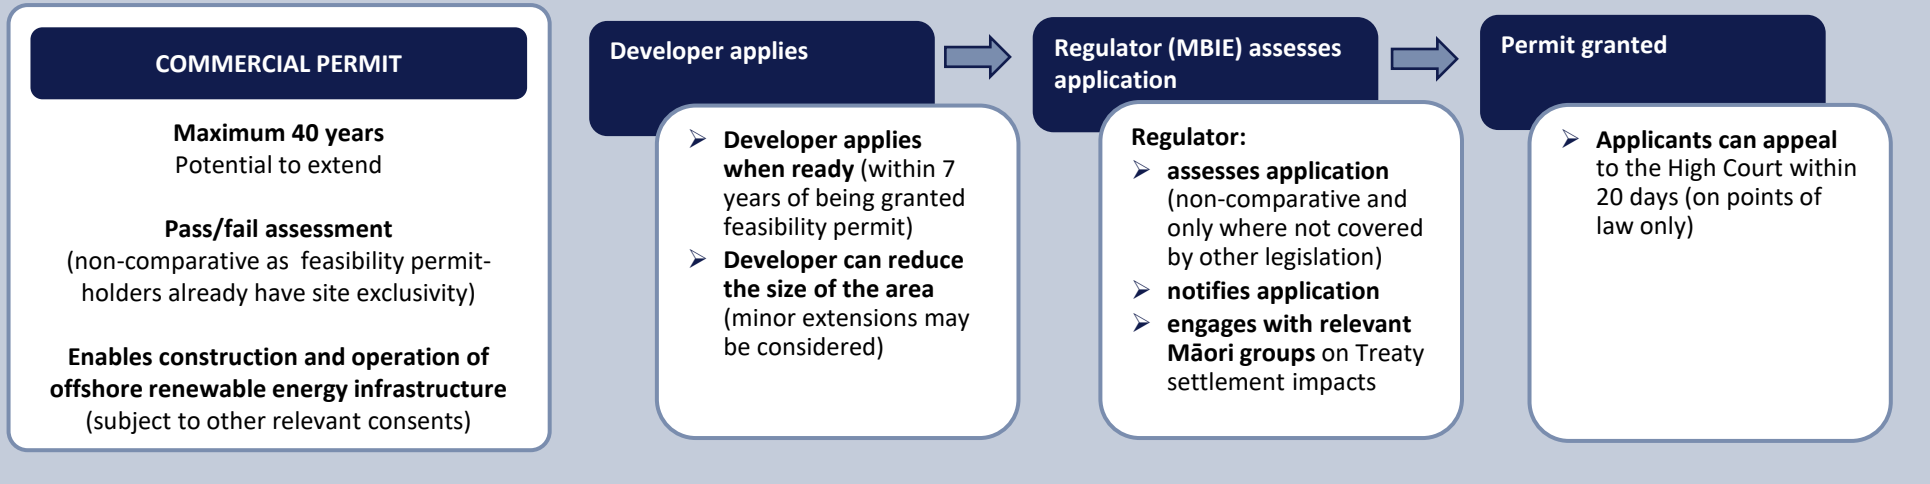 COMMERCIAL PERMIT
Maximum 40 years
Potential to extend
Pass/fail assessment
(non-comparative as  feasibility permit-
holders already have site exclusivity)
Enables construction and operation of
offshore renewable energy infrastructure
(subject to other relevant consents)
Developer applies
➢ Developer applies
when ready (within 7
years of being granted
feasibility permit)
➢ Developer can reduce
the size of the area
(minor extensions may
be considered)
Regulator (MBIE) assesses
application
Regulator:
➢ assesses application
(non-comparative and
only where not covered
by other legislation)
➢ notifies application
➢ engages with relevant
Māori groups on Treaty
settlement impacts
Permit granted
➢ Applicants can appeal
to the High Court within
20 days (on points of
law only)